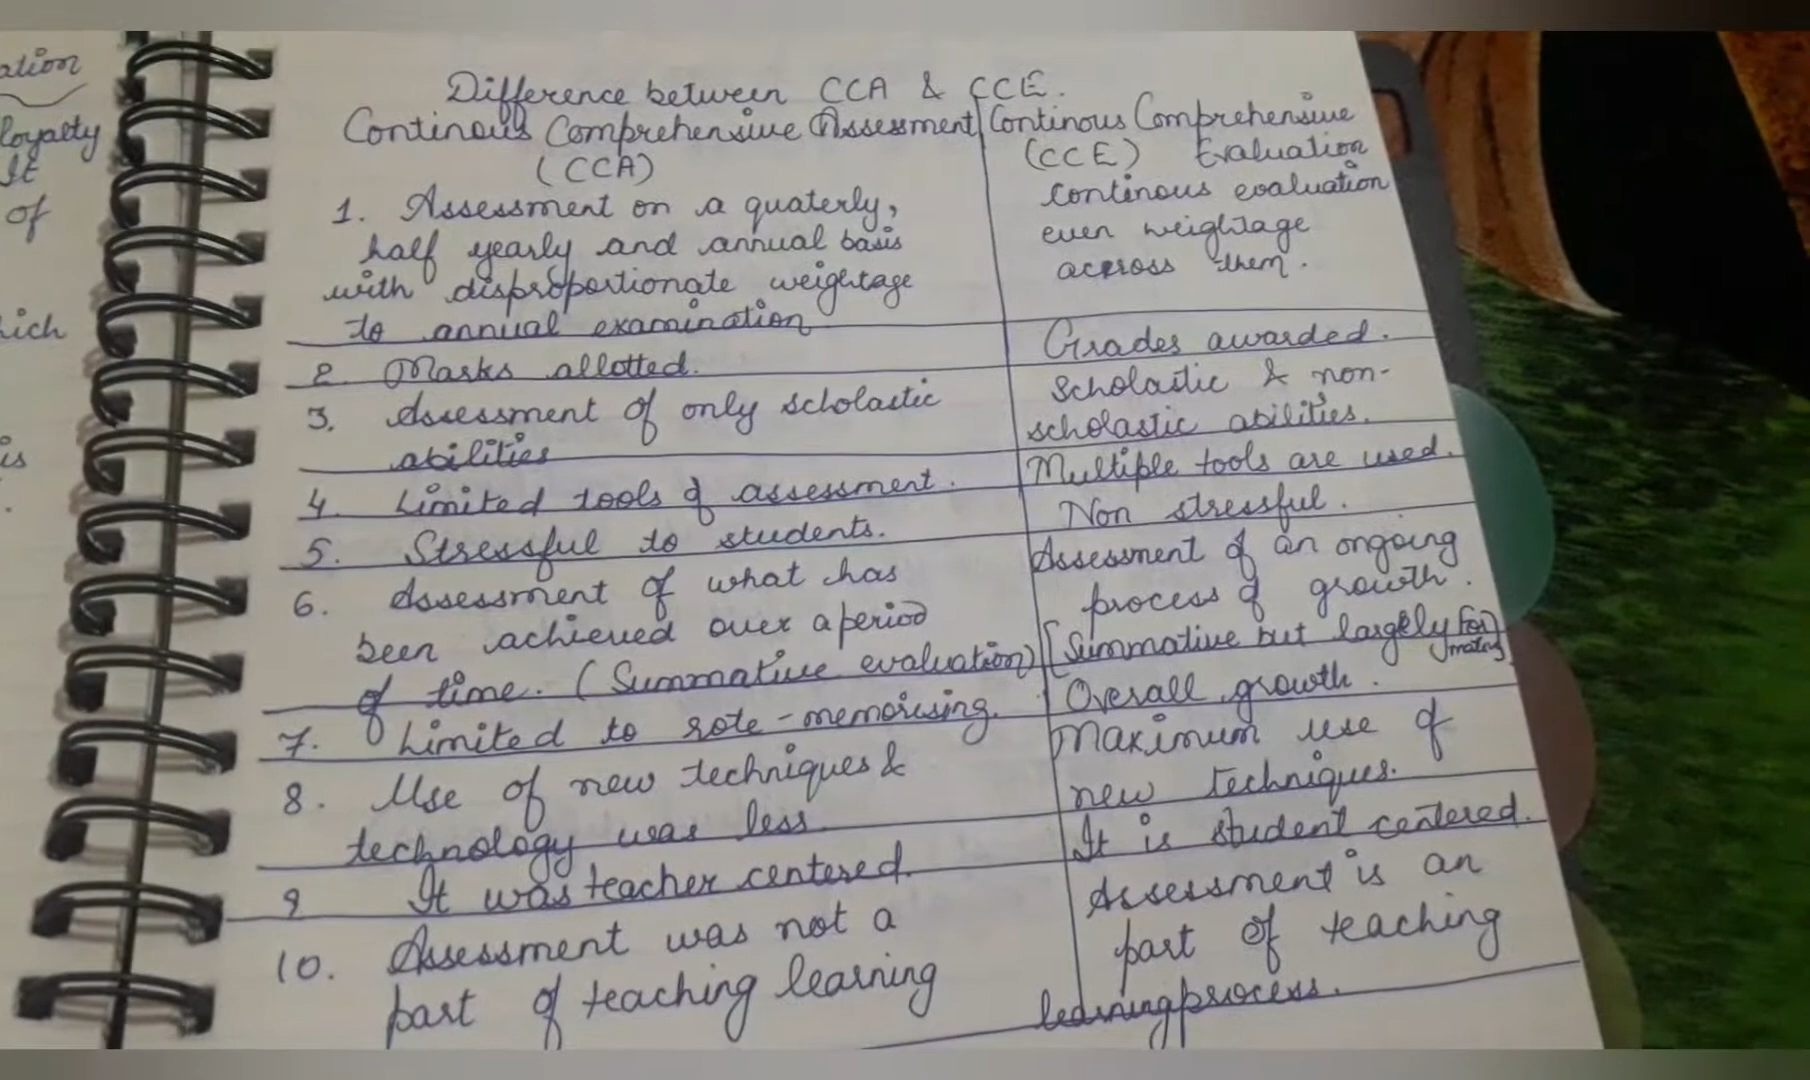 ation
loyalty
It
of
hich
is
Difference between CCA & CCE.
Continous Comprehensive Assessment
(CCA)
Continous Comprehensive
(CCE) Evaluation
1. Assessment on a quaterly,
half yearly and annual basis
with disproportionate weightage
to annual examination
continous evaluation
even weightage
across them.
2. Marks allotted.
Grades awarded.
3. Assessment of only scholastic
abilities
Scholastic & non-
scholastic abilities.
4. Limited tools of assessment.
Multiple tools are used.
5. Stressful to students.
Non stressful.
6. Assessment of what has
been achieved over a period
of time. (Summative evaluation)
Assessment of an ongoing
process of growth.
[Summative but largely for
mating]
7. Limited to rote-memorising.
Overall growth.
8. Use of new techniques &
technology was less
Maximum use of
new techniques.
9 It was teacher centered.
It is student centered.
10. Assessment was not a
part of teaching learning
Assessment is an
part of teaching
learning process.